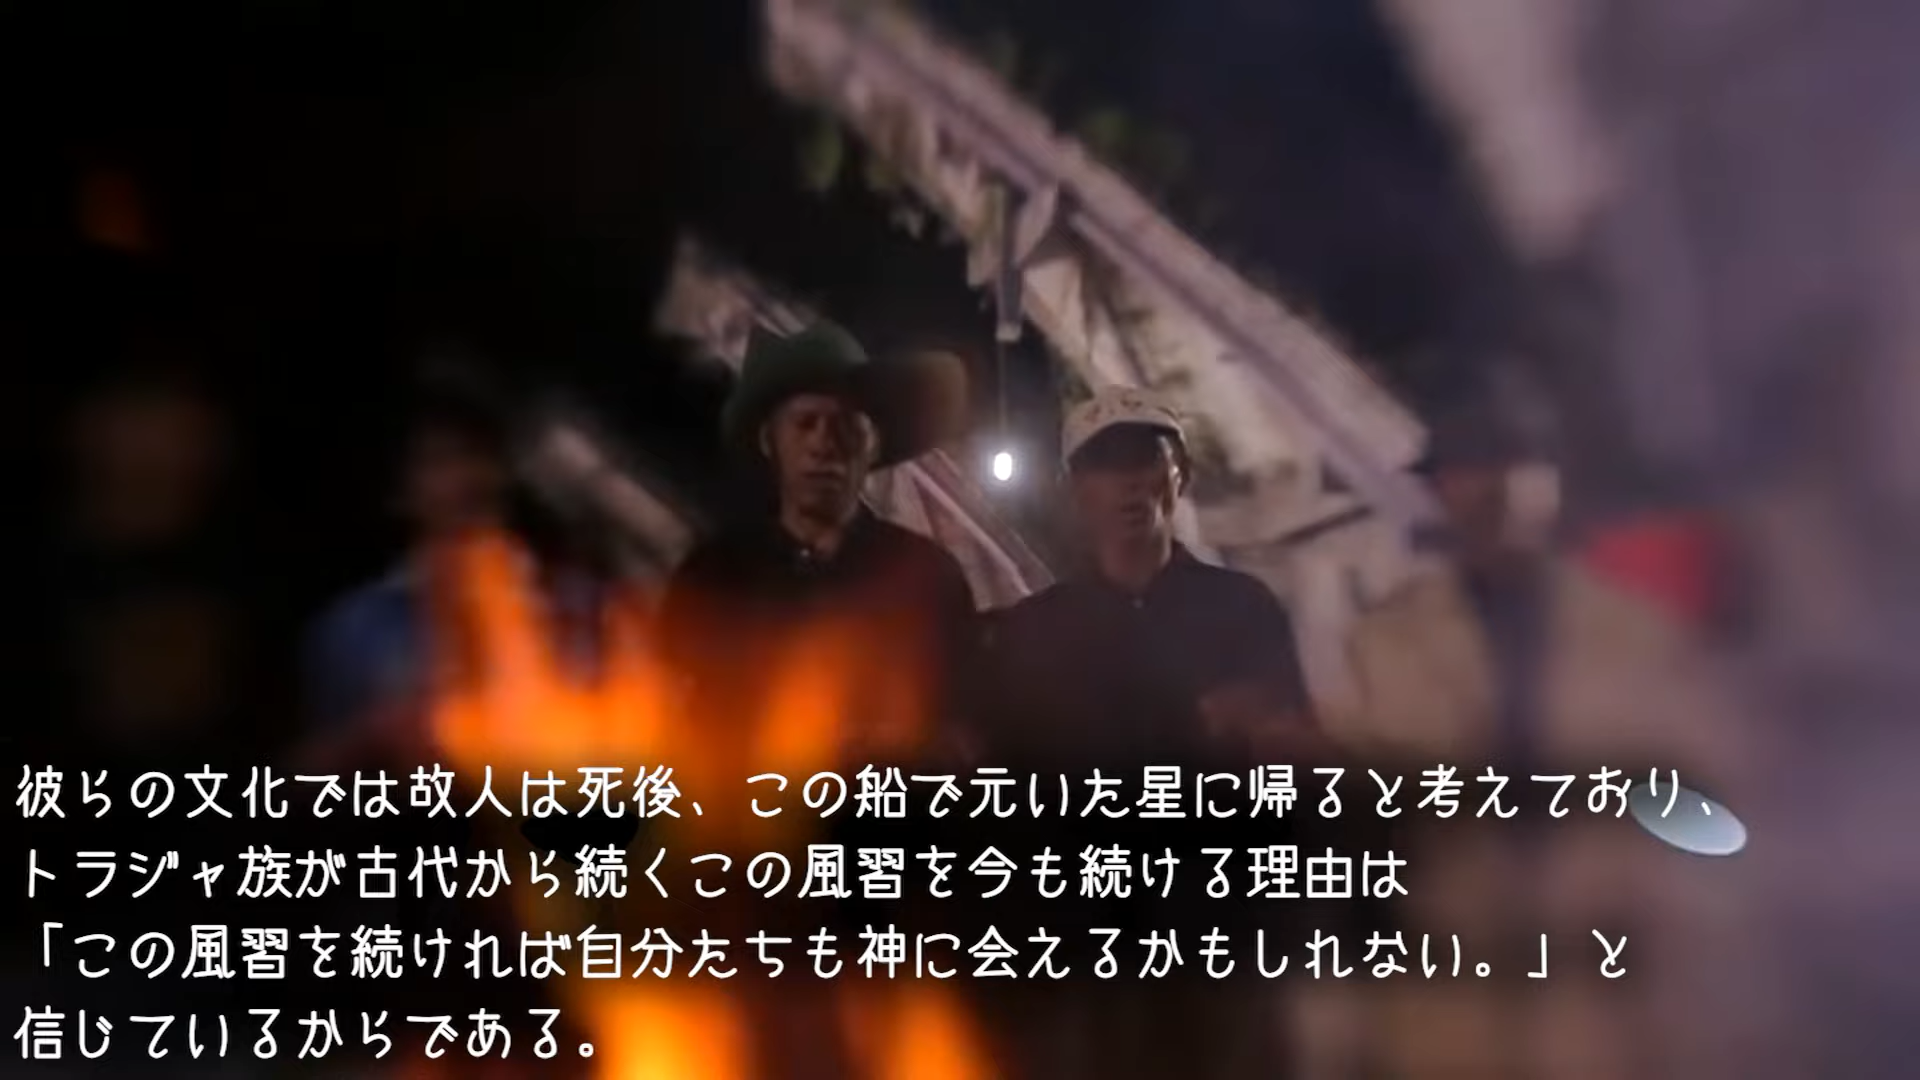 彼らの文化では故人は死後、この船で元いた星に帰ると考えており、
トラジャ族が古代から続くこの風習を今も続ける理由は
「この風習を続ければ自分たちも神に会えるかもしれない。」と
信じているからである。